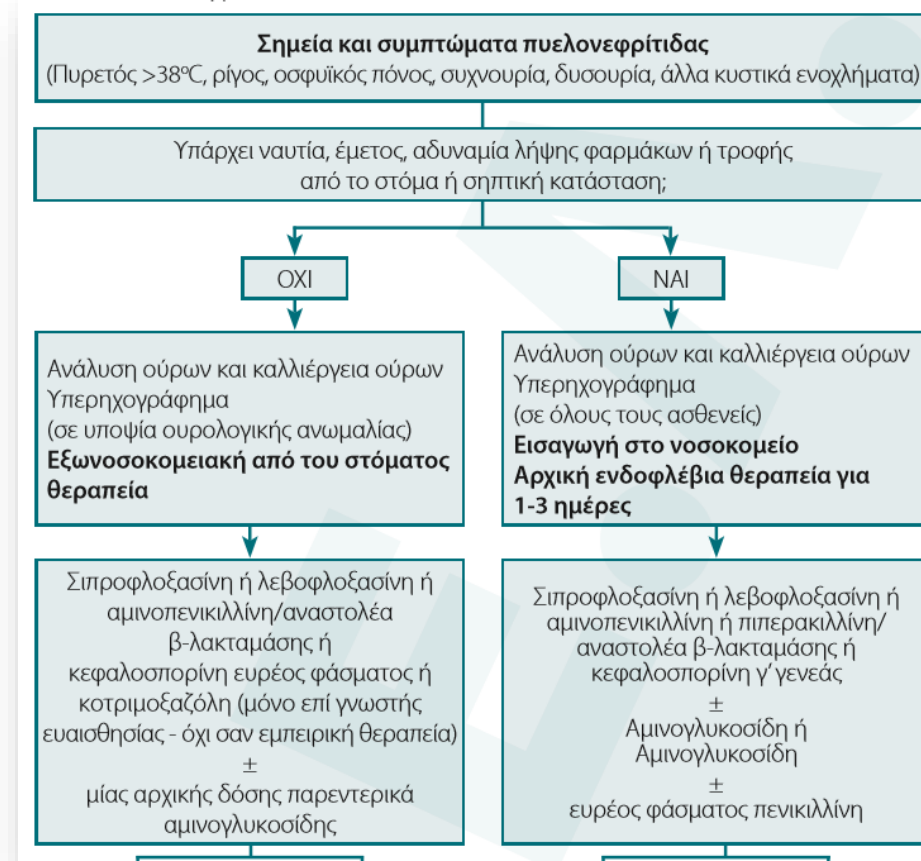 Σημεία και συμπτώματα πυελονεφρίτιδας
(Πυρετός >38°C, ρίγος, οσφυϊκός πόνος, συχνουρία, δυσουρία, άλλα κυστικά ενοχλήματα)
Υπάρχει ναυτία, έμετος, αδυναμία λήψης φαρμάκων ή τροφής
από το στόμα ή σηπτική κατάσταση;
ΟΧΙ
Ανάλυση ούρων και καλλιέργεια ούρων
Υπερηχογράφημα
(σε υποψία ουρολογικής ανωμαλίας)
Εξωνοσοκομειακή από του στόματος
θεραπεία
Σιπροφλοξασίνη ή λεβοφλοξασίνη ή
αμινοπενικιλλίνη/αναστολέα
β-λακταμάσης ή
κεφαλοσπορίνη ευρέος φάσματος ή
κοτριμοξαζόλη (μόνο επί γνωστής
ευαισθησίας - όχι σαν εμπειρική θεραπεία)
±
μίας αρχικής δόσης παρεντερικά
αμινογλυκοσίδης
ΝΑΙ
Ανάλυση ούρων και καλλιέργεια ούρων
Υπερηχογράφημα
(σε όλους τους ασθενείς)
Εισαγωγή στο νοσοκομείο
Αρχική ενδοφλέβια θεραπεία για
1-3 ημέρες
Σιπροφλοξασίνη ή λεβοφλοξασίνη ή
αμινοπενικιλλίνη ή πιπερακιλλίνη/
αναστολέα β-λακταμάσης ή
κεφαλοσπορίνη γ' γενεάς
±
Αμινογλυκοσίδη ή
Αμινογλυκοσίδη
±
ευρέος φάσματος πενικιλλίνη